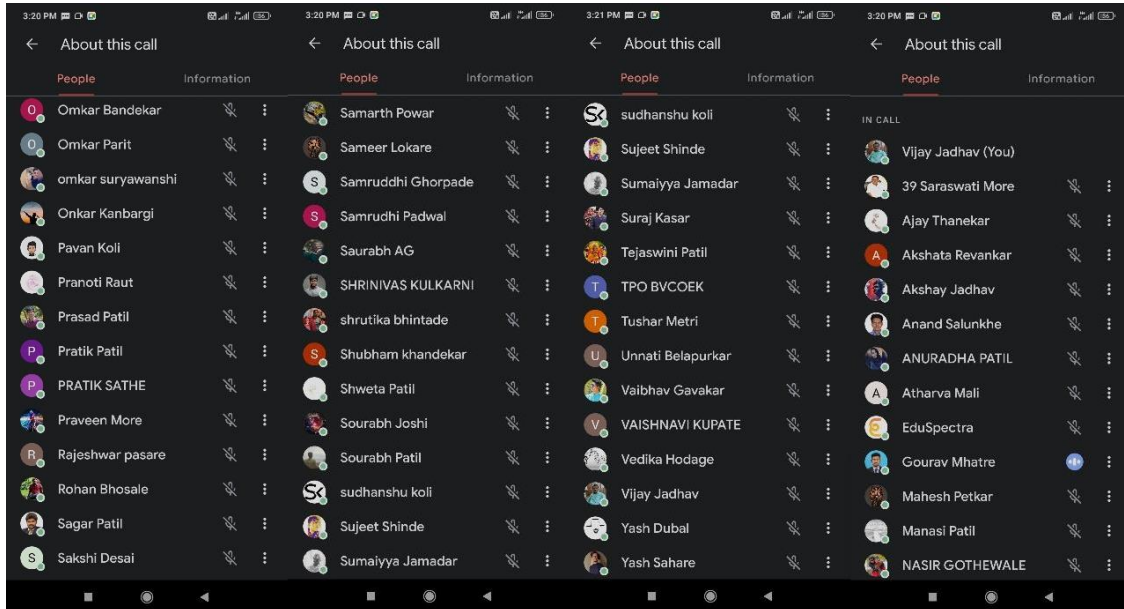 3:20 PM
About this call
People Information
O Omkar Bandekar
O Omkar Parit
omkar suryawanshi
Onkar Kanbargi
Pavan Koli
Pranoti Raut
Prasad Patil
P Pratik Patil
P PRATIK SATHE
Praveen More
R Rajeshwar pasare
Rohan Bhosale
Sagar Patil
S Sakshi Desai
3:20 PM
About this call
People Information
Samarth Powar
Sameer Lokare
S Samruddhi Ghorpade
S Samrudhi Padwal
Saurabh AG
SHRINIVAS KULKARNI
shrutika bhintade
S Shubham khandekar
Shweta Patil
Sourabh Joshi
Sourabh Patil
SK sudhanshu koli
Sujeet Shinde
Sumaiyya Jamadar
3:21 PM
About this call
People Information
SK sudhanshu koli
Sujeet Shinde
Sumaiyya Jamadar
Suraj Kasar
Tejaswini Patil
T TPO BVCOEK
T Tushar Metri
U Unnati Belapurkar
Vaibhav Gavakar
V VAISHNAVI KUPATE
Vedika Hodage
Vijay Jadhav
Yash Dubal
Yash Sahare
3:20 PM
About this call
People Information
IN CALL
Vijay Jadhav (You)
39 Saraswati More
Ajay Thanekar
A Akshata Revankar
Akshay Jadhav
Anand Salunkhe
ANURADHA PATIL
A Atharva Mali
EduSpectra
Gourav Mhatre
Mahesh Petkar
Manasi Patil
NASIR GOTHEWALE